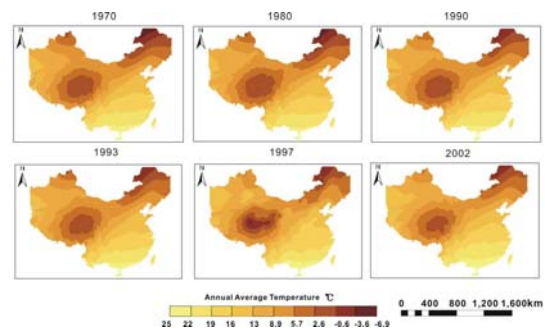 1970 1980 1990
N N N
1993 1997 2002
N N N
Annual Average Temperature ℃
25 22 19 16 13 8.9 5.7 2.6 -0.6 -3.6 -6.9
0 400 800 1,200 1,600km